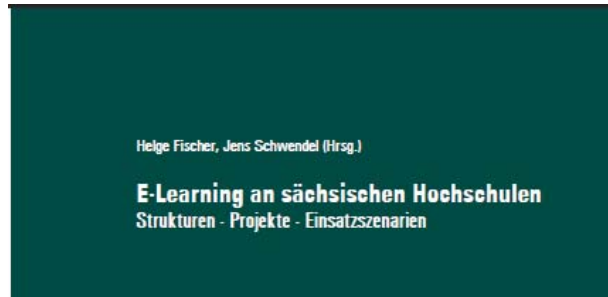 Helge Fischer, Jens Schwendel (Hrsg.)
E-Learning an sächsischen Hochschulen
Strukturen - Projekte - Einsatzszenarien